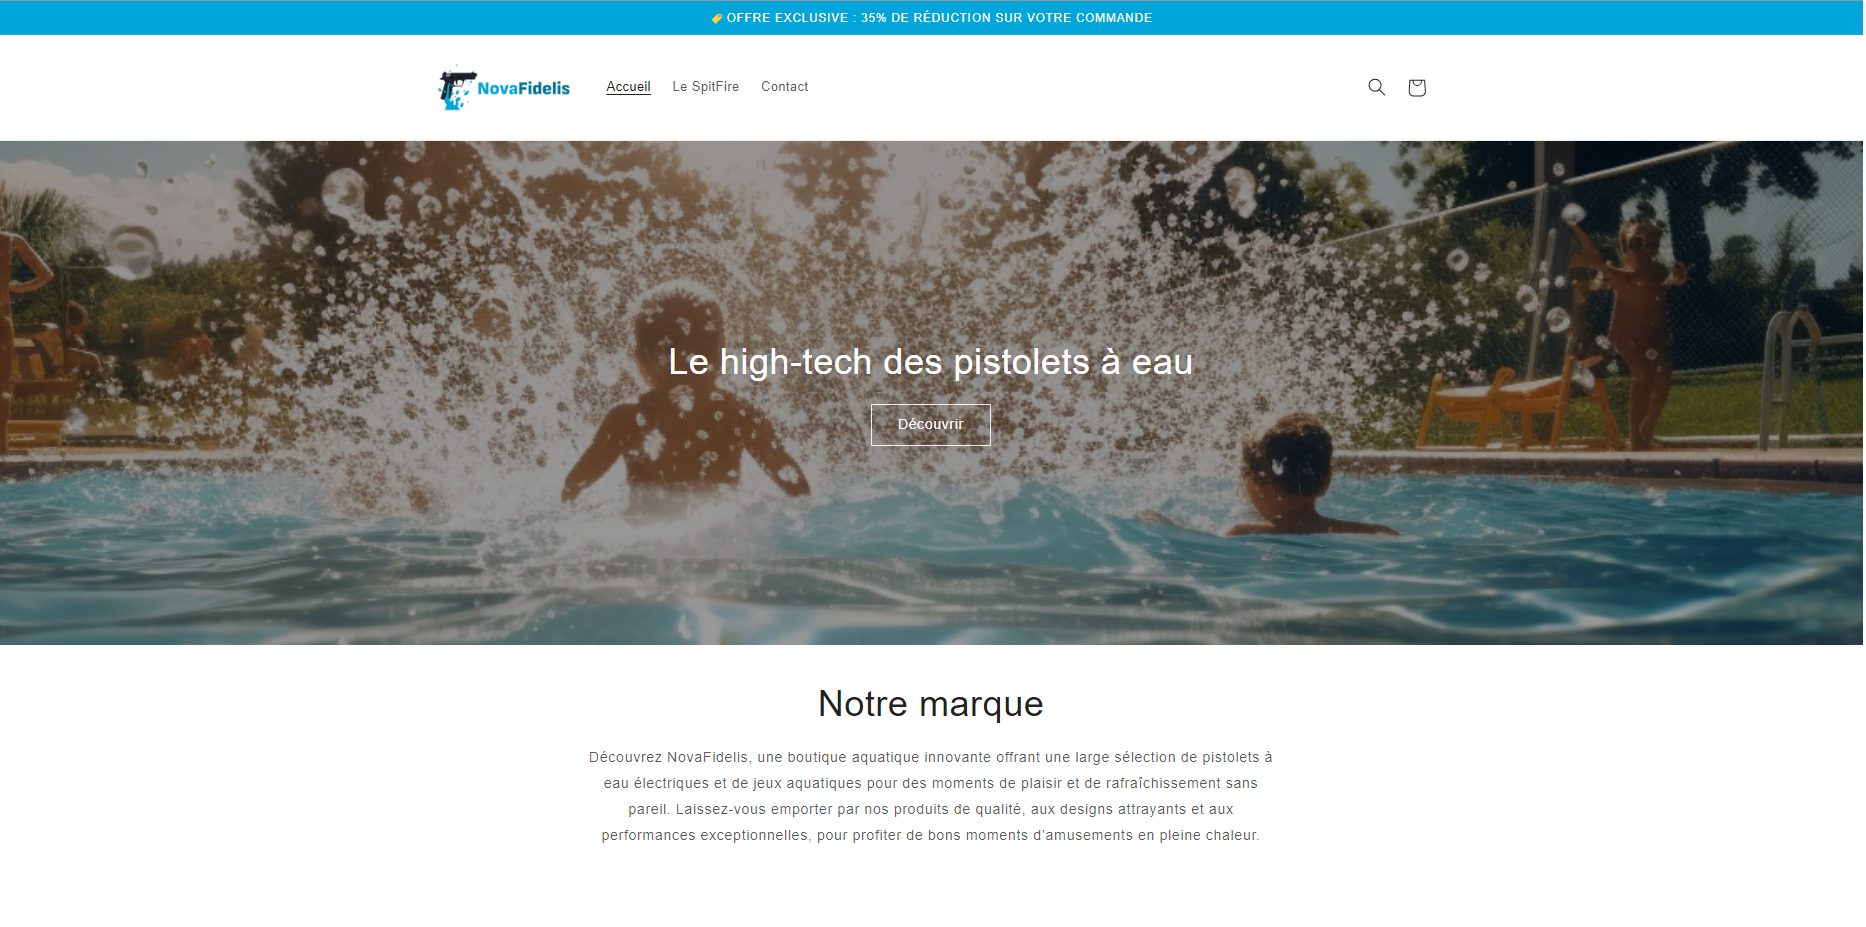 OFFRE EXCLUSIVE : 35% DE RÉDUCTION SUR VOTRE COMMANDE
NovaFidelis
Accueil
Le SpitFire
Contact
Le high-tech des pistolets à eau
Découvrir
Notre marque
Découvrez NovaFidelis, une boutique aquatique innovante offrant une large sélection de pistolets à
eau électriques et de jeux aquatiques pour des moments de plaisir et de rafraîchissement sans
pareil. Laissez-vous emporter par nos produits de qualité, aux designs attrayants et aux
performances exceptionnelles, pour profiter de bons moments d'amusements en pleine chaleur.